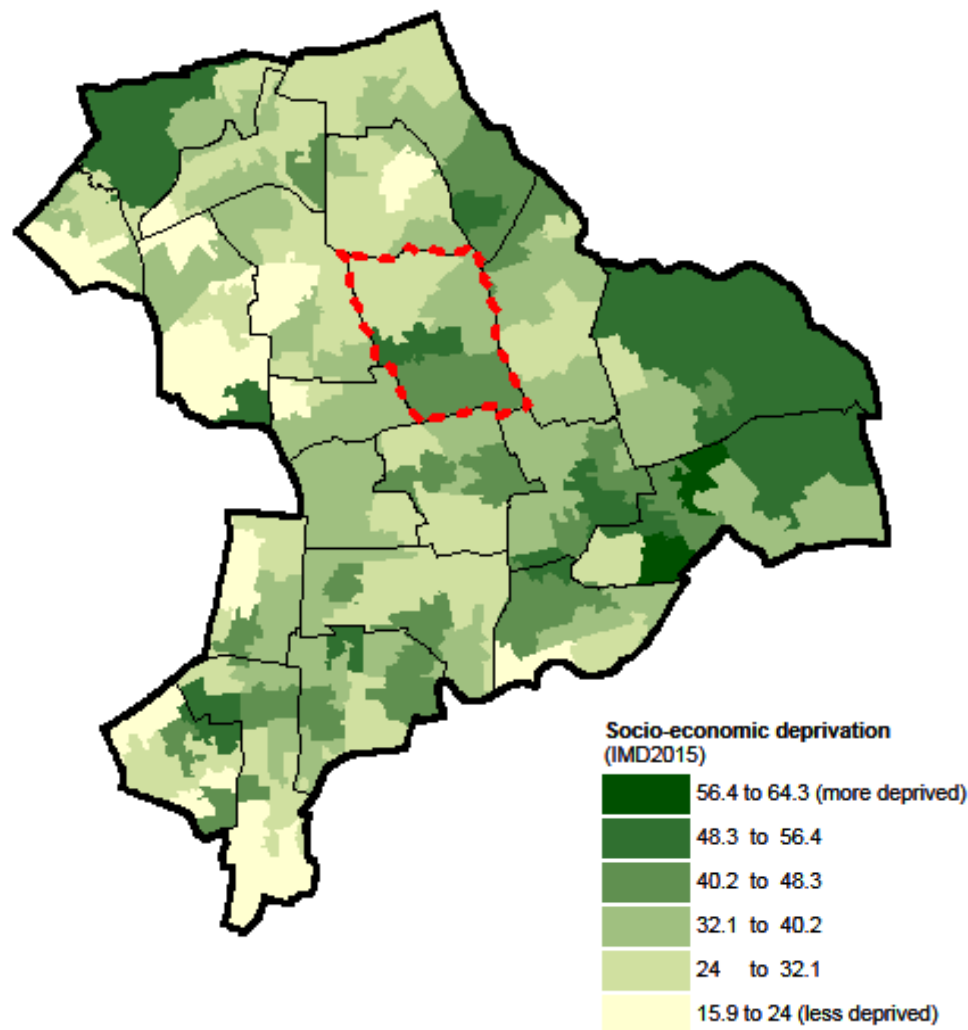 Socio-economic deprivation
(IMD2015)
56.4 to 64.3 (more deprived)
48.3 to 56.4
40.2 to 48.3
32.1 to 40.2
24 to 32.1
15.9 to 24 (less deprived)